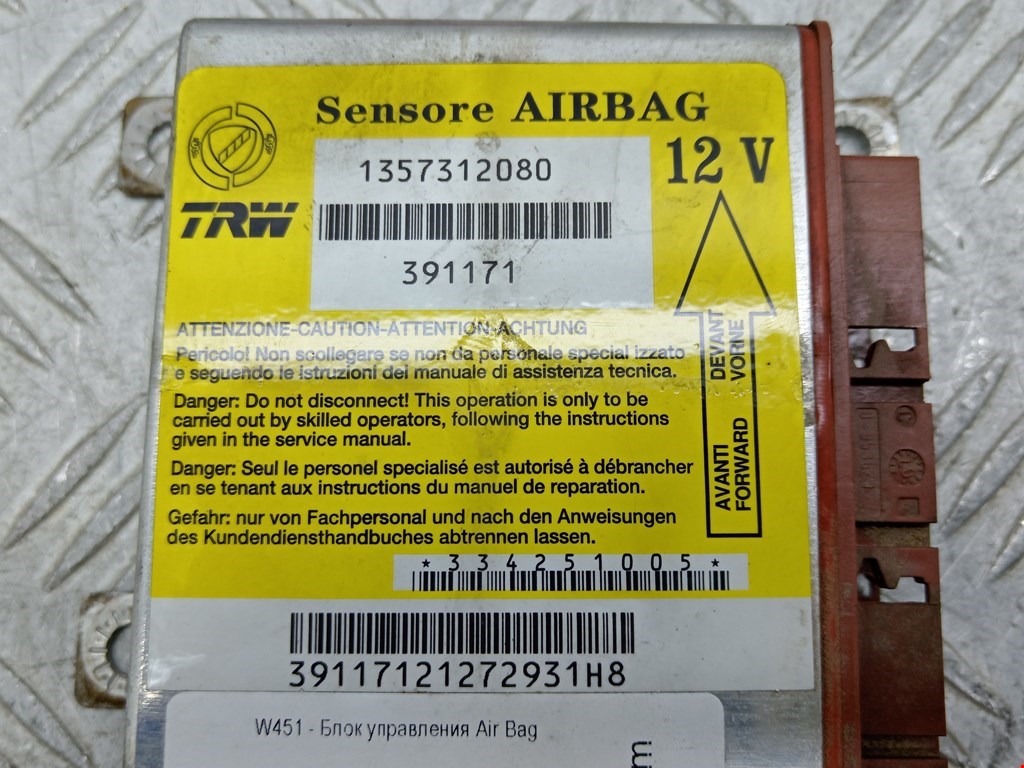 Sensore AIRBAG
12 V
TRW
1357312080
391171
ATTENZIONE-CAUTION-ATTENTION-ACHTUNG
Pericolo! Non scollegare se non da personale special izzato
e seguendo le istruzioni del manuale di assistenza tecnica.
Danger: Do not disconnect! This operation is only to be
carried out by skilled operators, following the instructions
given in the service manual.
Danger: Seul le personel specialisé est autorisé à débrancher
en se tenant aux instructions du manuel de reparation.
Gefahr: nur von Fachpersonal und nach den Anweisungen
des Kundendiensthandbuches abtrennen lassen.
AVANTI DEVANT
FORWARD VORNE
*334251005*
39117121272931H8
W451 - Блок управления Air Bag